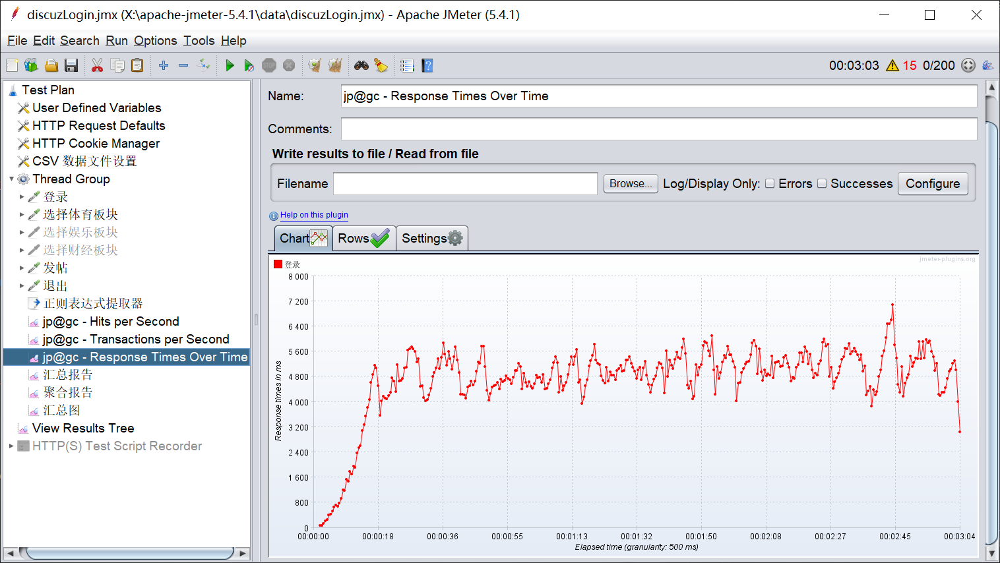 discuzLogin.jmx (X:\apache-jmeter-5.4.1\data\discuzLogin.jmx) - Apache JMeter (5.4.1)
File Edit Search Run Options Tools Help
STOP
00:03:03 15 0/200
Test Plan
User Defined Variables
HTTP Request Defaults
HTTP Cookie Manager
CSV 数据文件设置
Thread Group
登录
选择体育板块
选择娱乐板块
选择财经板块
发帖
退出
正则表达式提取器
jp@gc - Hits per Second
jp@gc - Transactions per Second
jp@gc - Response Times Over Time
汇总报告
聚合报告
汇总图
View Results Tree
HTTP(S) Test Script Recorder
Name: jp@gc - Response Times Over Time
Comments:
Write results to file / Read from file
Filename Browse... Log/Display Only: Errors Successes Configure
Help on this plugin
Chart Rows Settings
登录
jmeter-plugins.org
8 000
7 200
6 400
5 600
4 800
4 000
3 200
2 400
1 600
800
0
Response times in ms
00:00:00 00:00:18 00:00:36 00:00:55 00:01:13 00:01:32 00:01:50 00:02:08 00:02:27 00:02:45 00:03:04
Elapsed time (granularity: 500 ms)